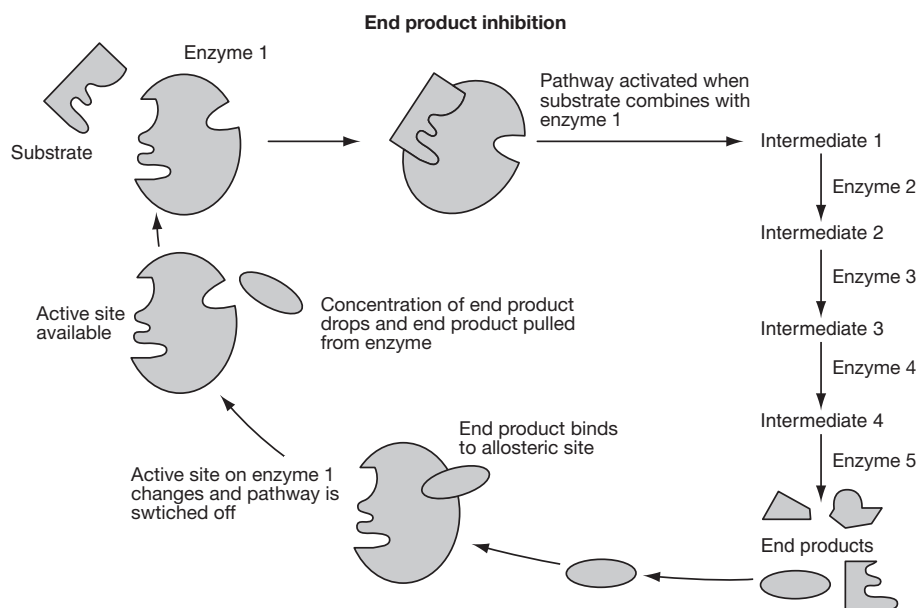 End product inhibition
Enzyme 1
Substrate
Pathway activated when
substrate combines with
enzyme 1
Intermediate 1
Enzyme 2
Intermediate 2
Enzyme 3
Intermediate 3
Enzyme 4
Intermediate 4
Enzyme 5
End products
End product binds
to allosteric site
Active site on enzyme 1
changes and pathway is
swtiched off
Active site
available
Concentration of end product
drops and end product pulled
from enzyme